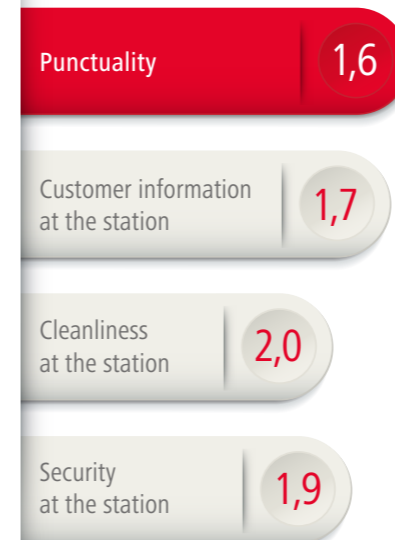 Punctuality
1,6
Customer information
at the station
1,7
Cleanliness
at the station
2,0
Security
at the station
1,9